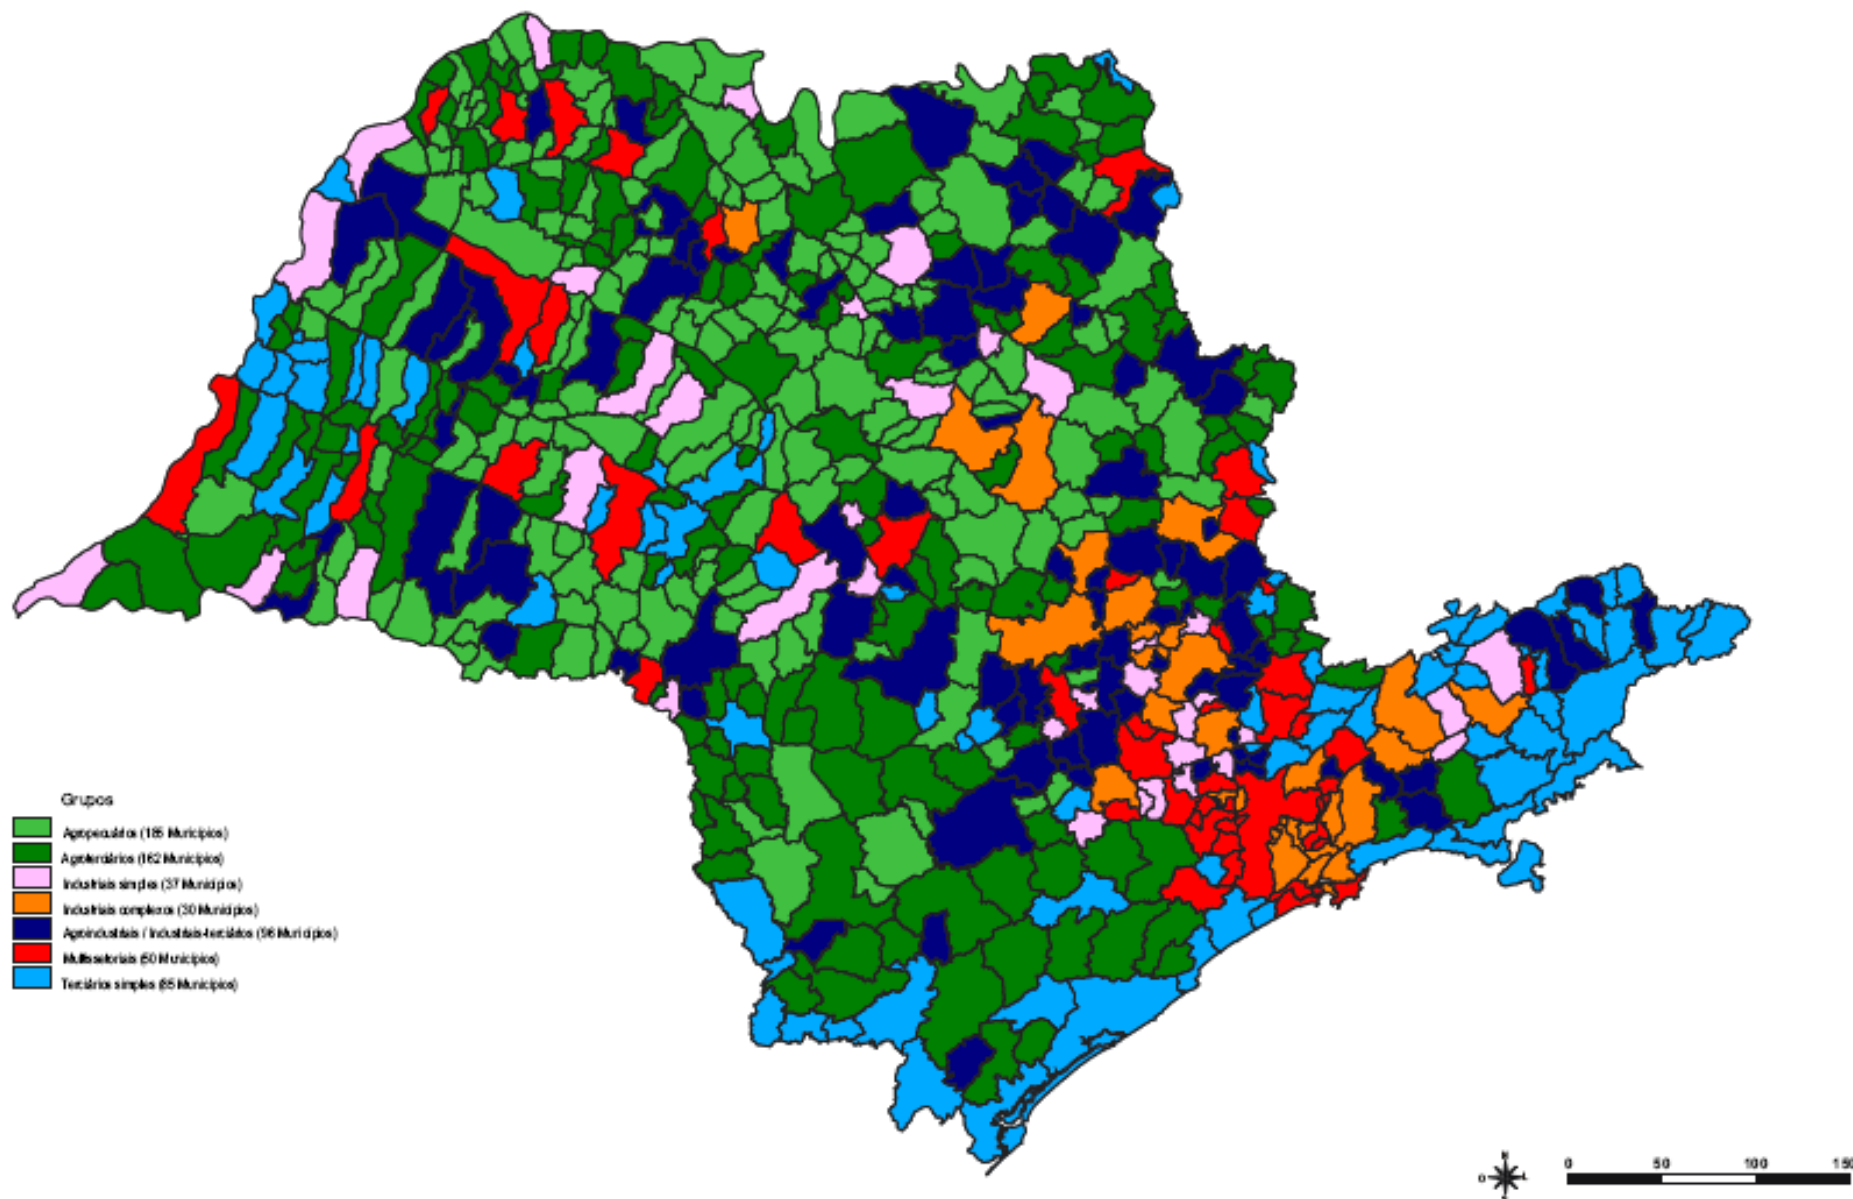 Grupos
Agropecuários (185 Municípios)
Agroterciários (162 Municípios)
Industriais simples (37 Municípios)
Industriais complexos (30 Municípios)
Agroindustriais / Industriais-terciários (96 Municípios)
Multissetoriais (50 Municípios)
Terciários simples (85 Municípios)
N
O L
S
0 50 100 150